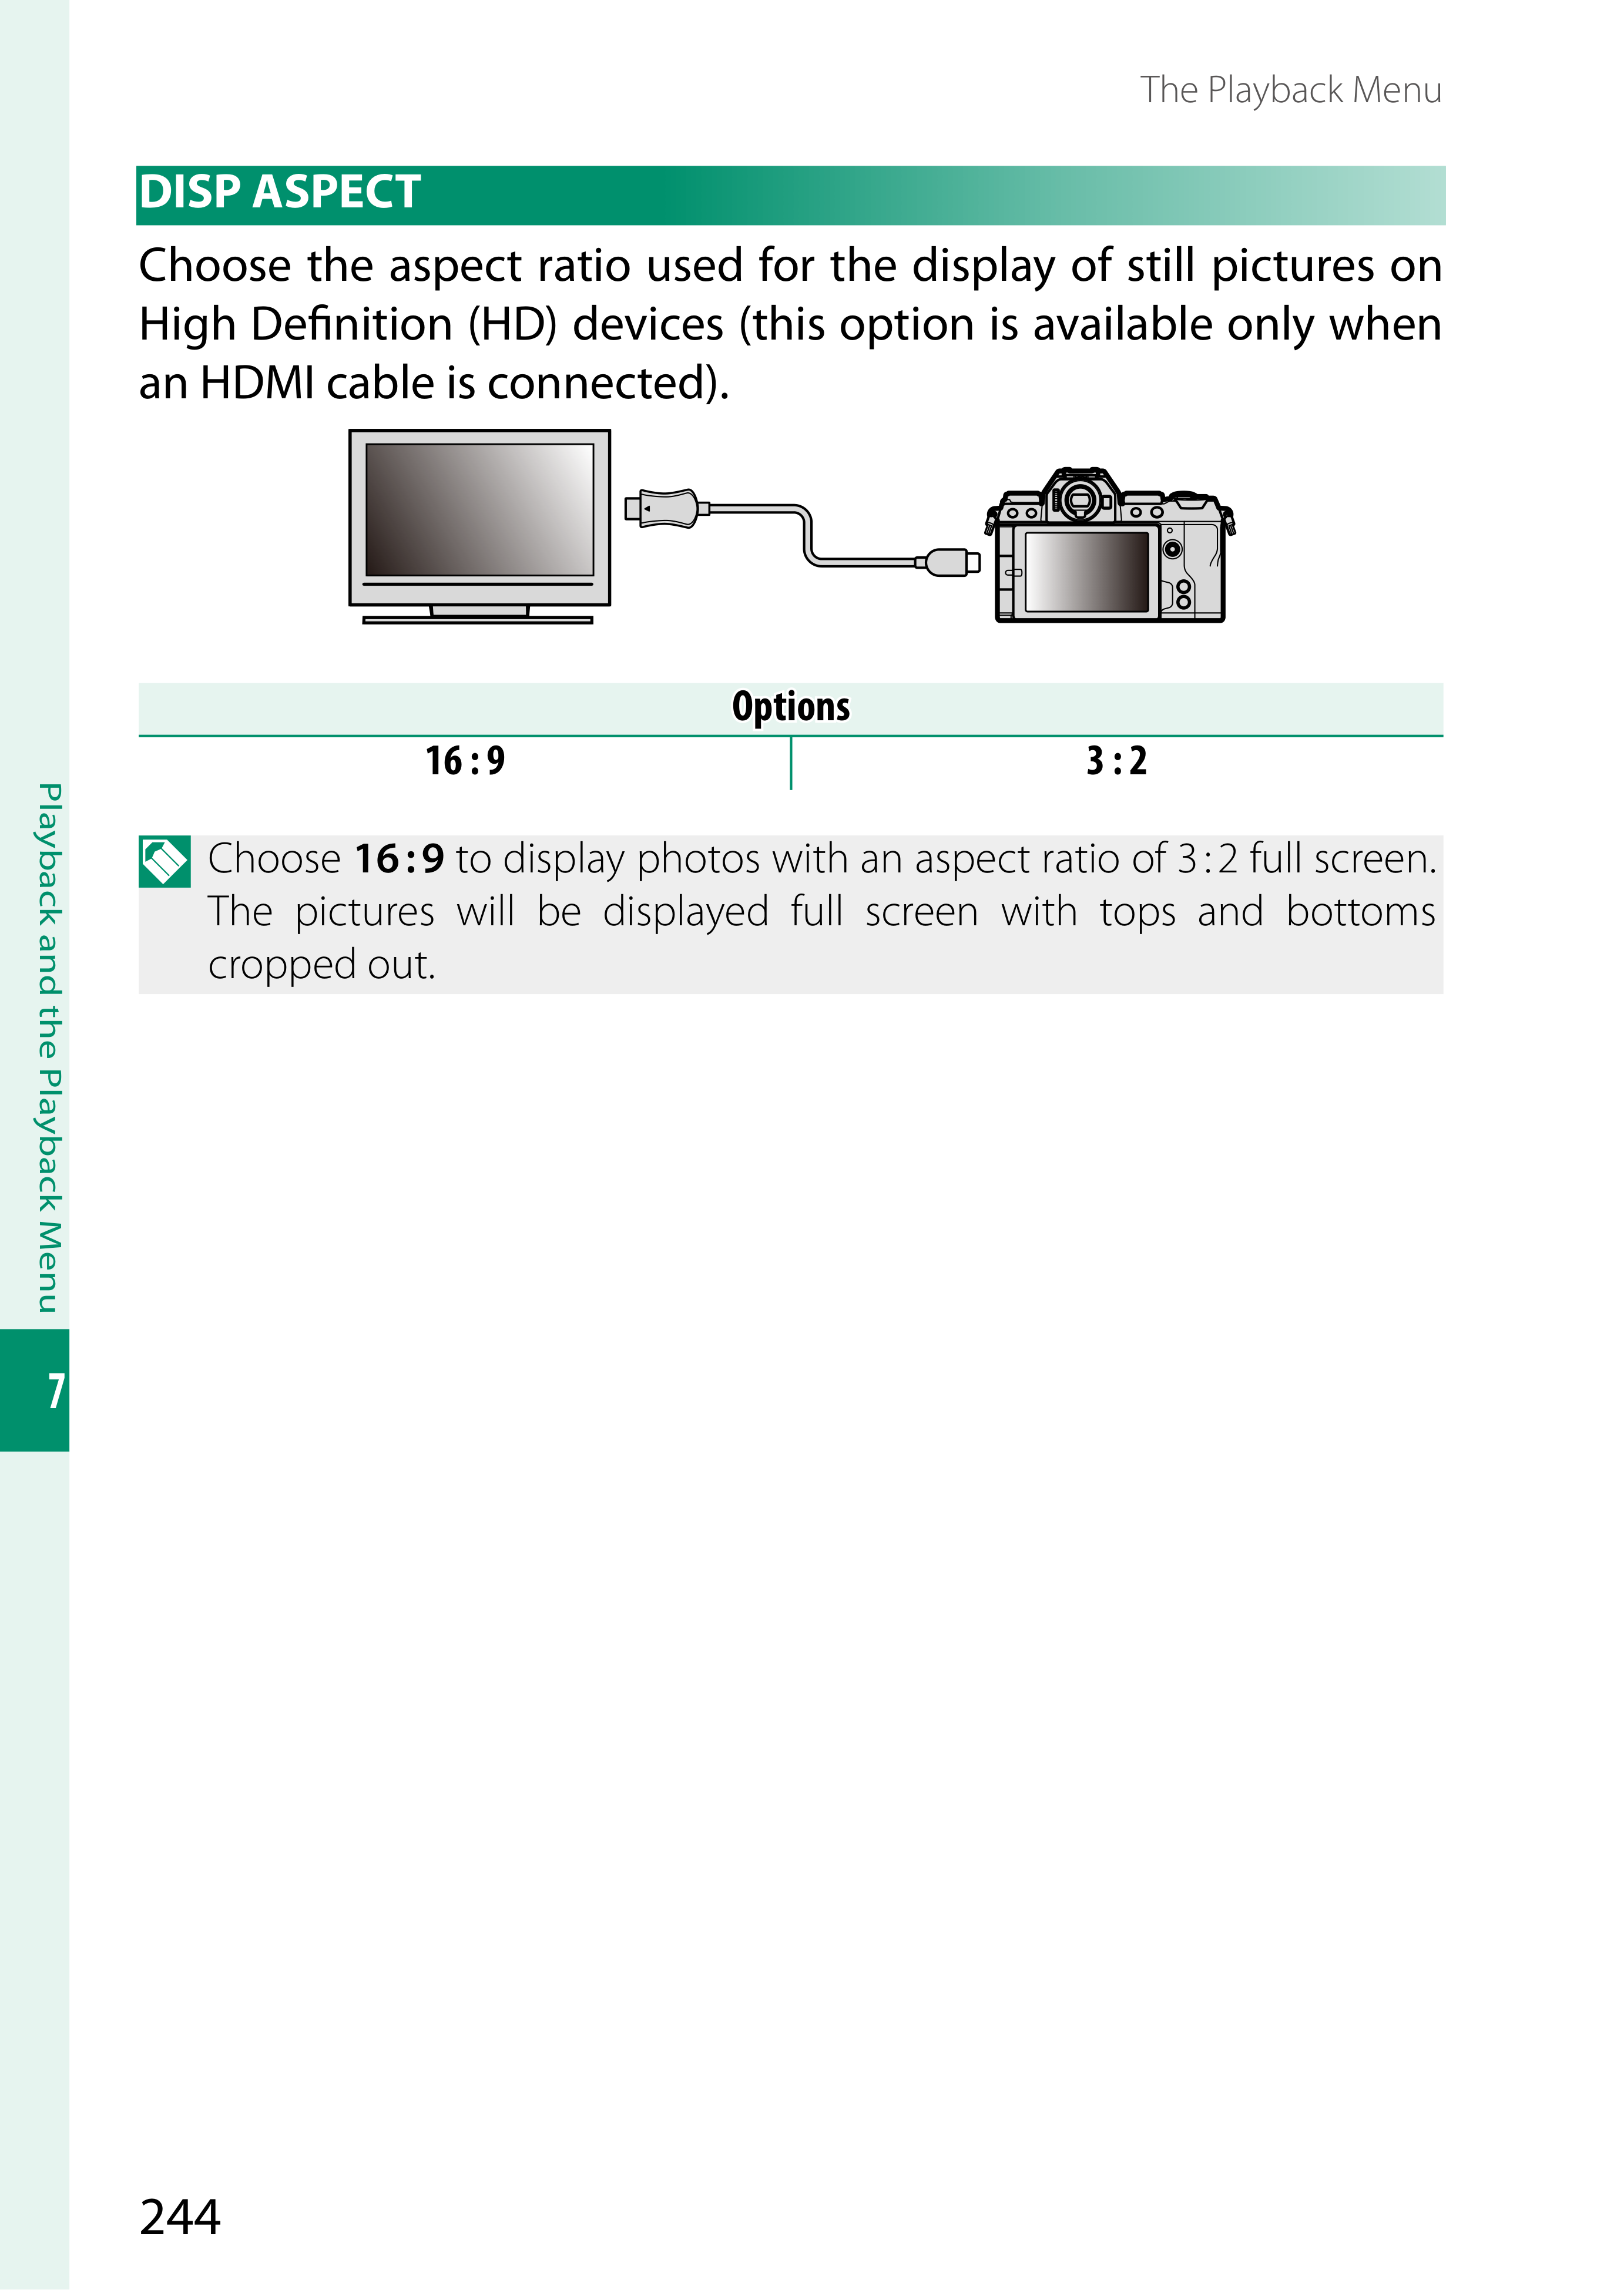 The Playback Menu
DISP ASPECT
Choose the aspect ratio used for the display of still pictures on
High Definition (HD) devices (this option is available only when
an HDMI cable is connected).
Options
16 : 9
3 : 2
Choose 16 : 9 to display photos with an aspect ratio of 3 : 2 full screen.
The pictures will be displayed full screen with tops and bottoms
cropped out.
Playback and the Playback Menu
7
244